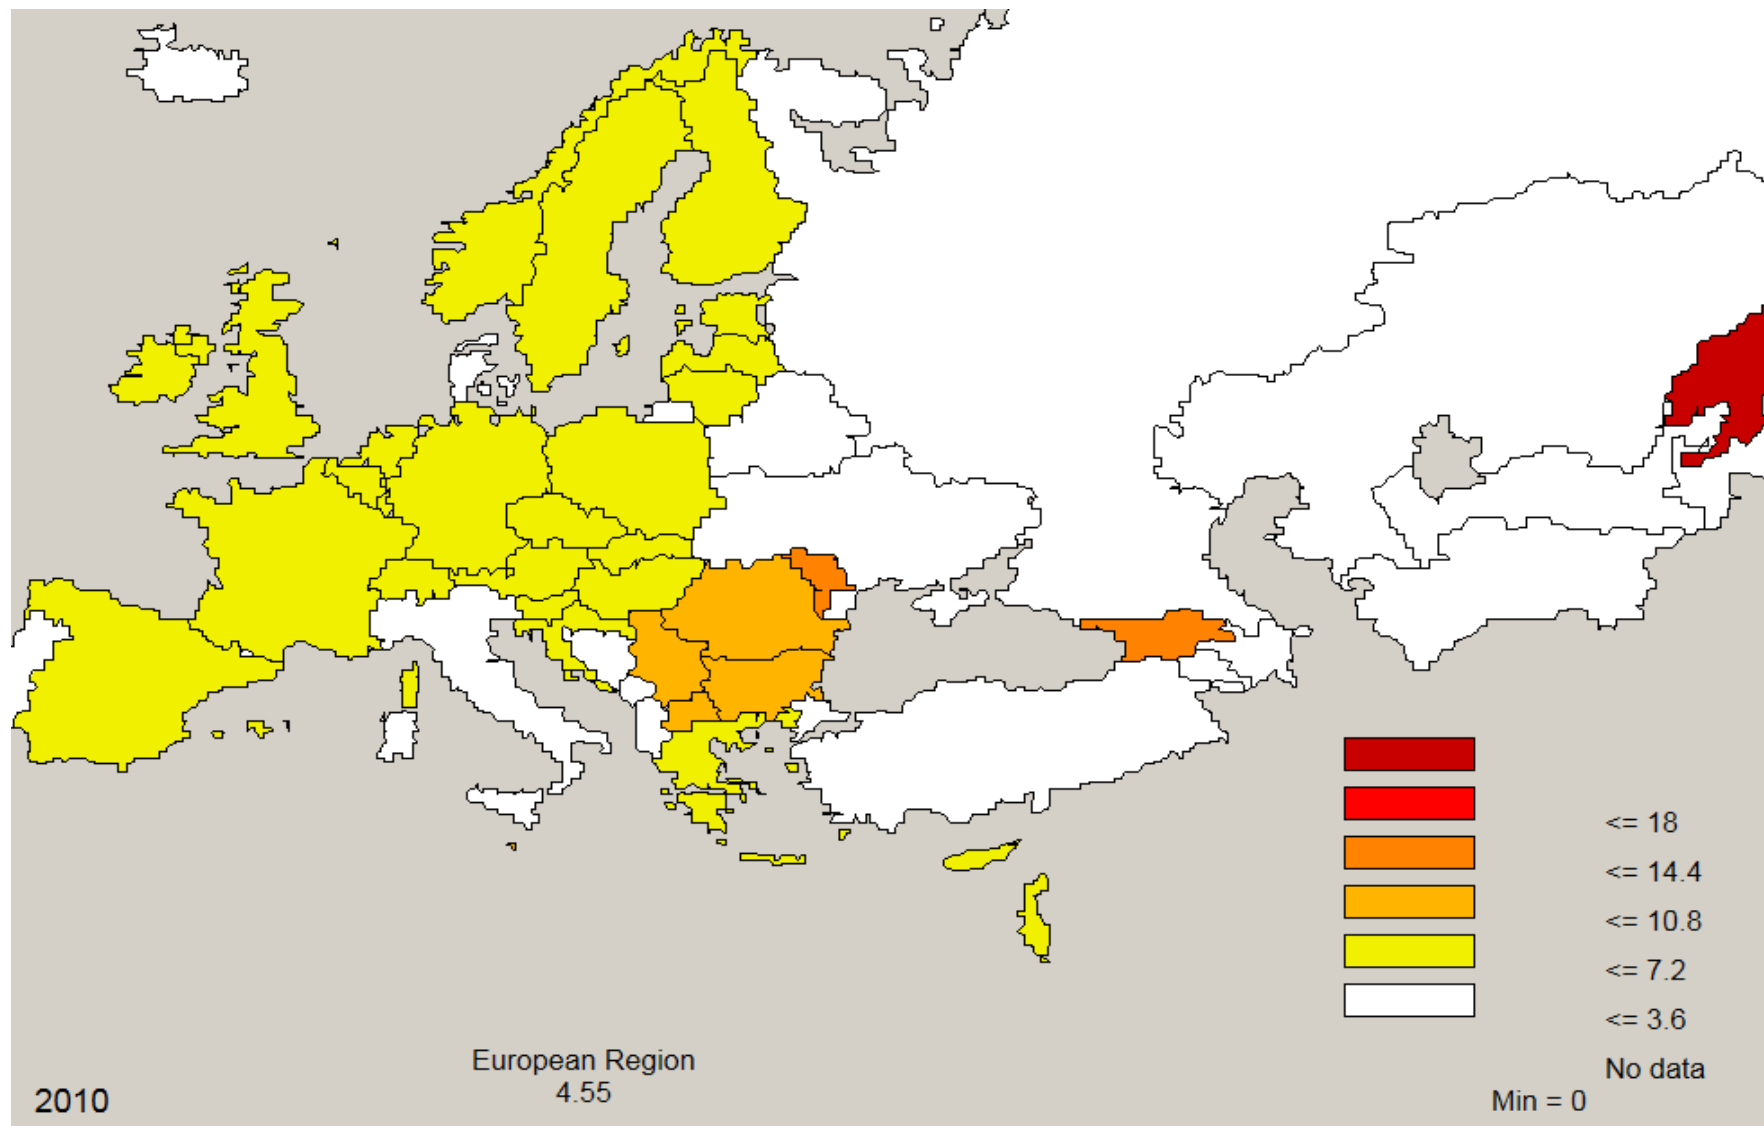 <= 18
<= 14.4
<= 10.8
<= 7.2
<= 3.6
No data
European Region
4.55
2010
Min = 0